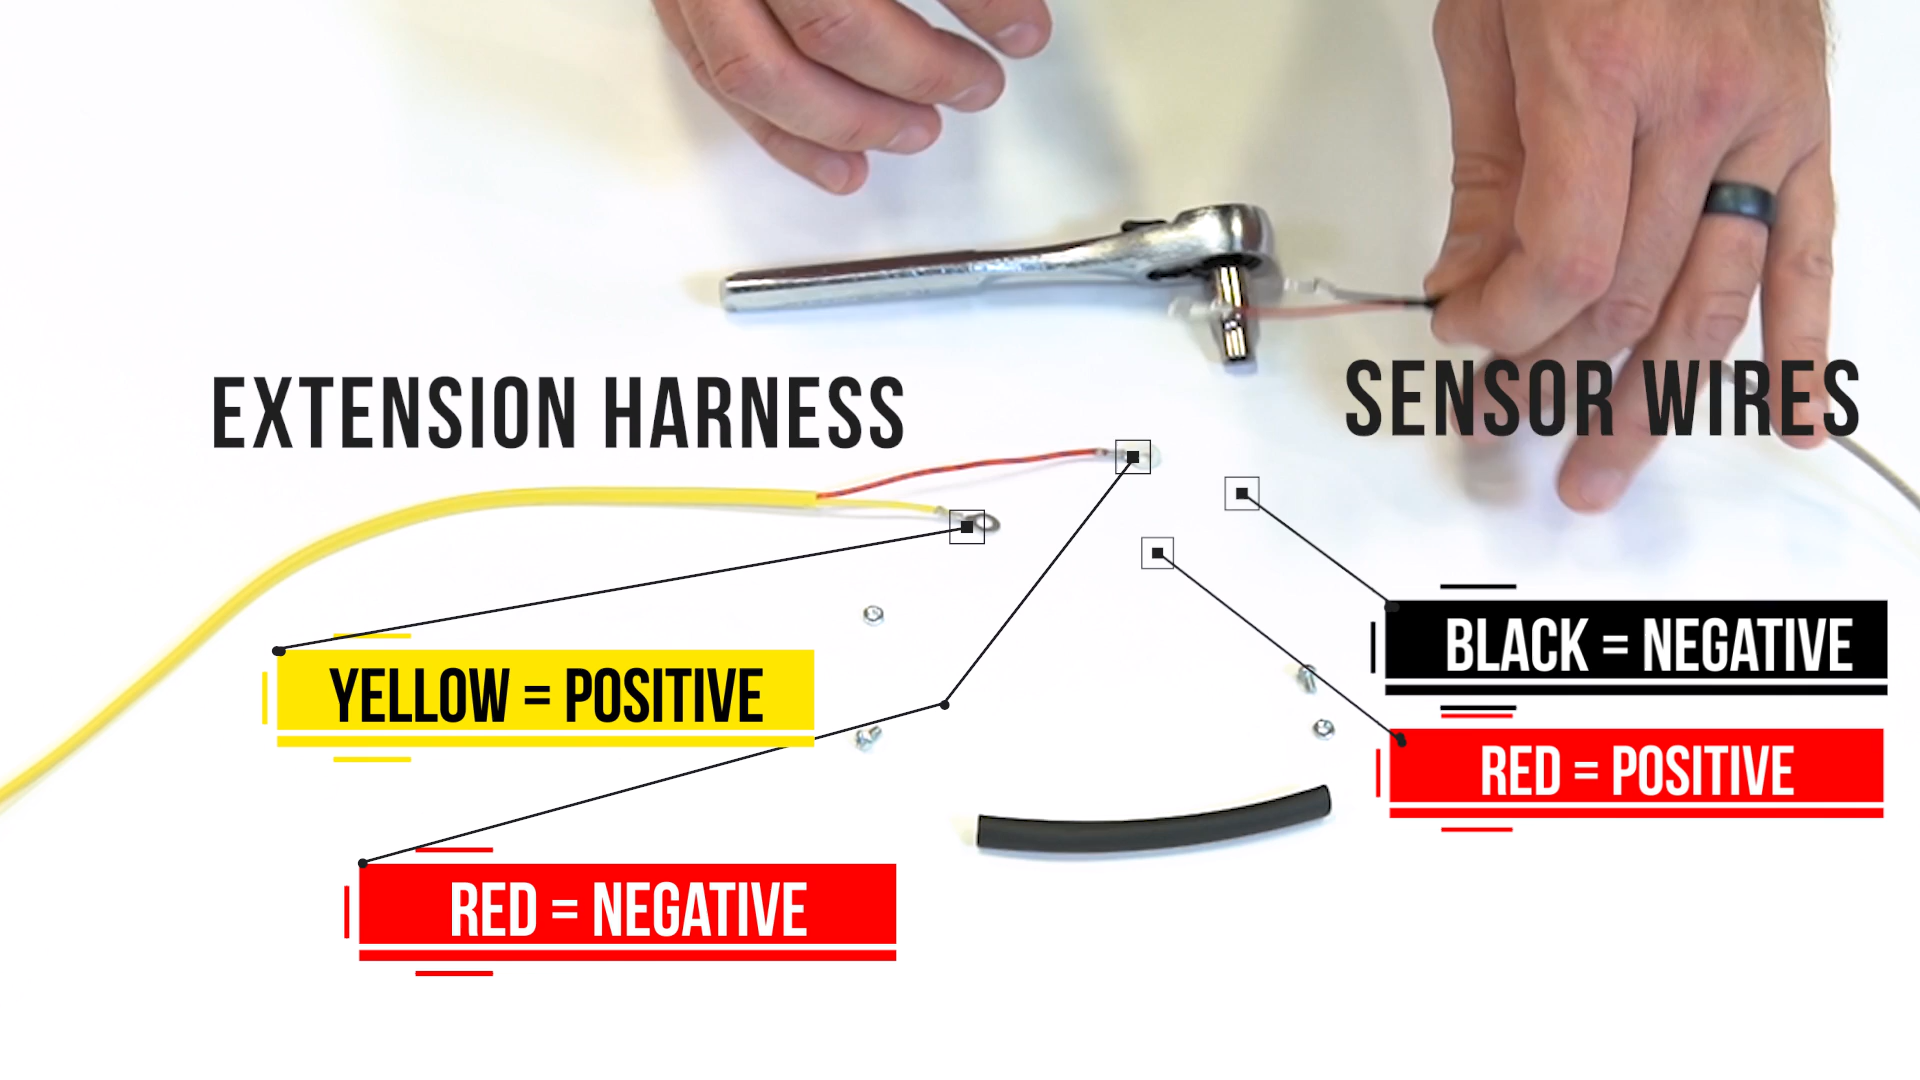 EXTENSION HARNESS
SENSOR WIRES
YELLOW = POSITIVE
RED = NEGATIVE
BLACK = NEGATIVE
RED = POSITIVE